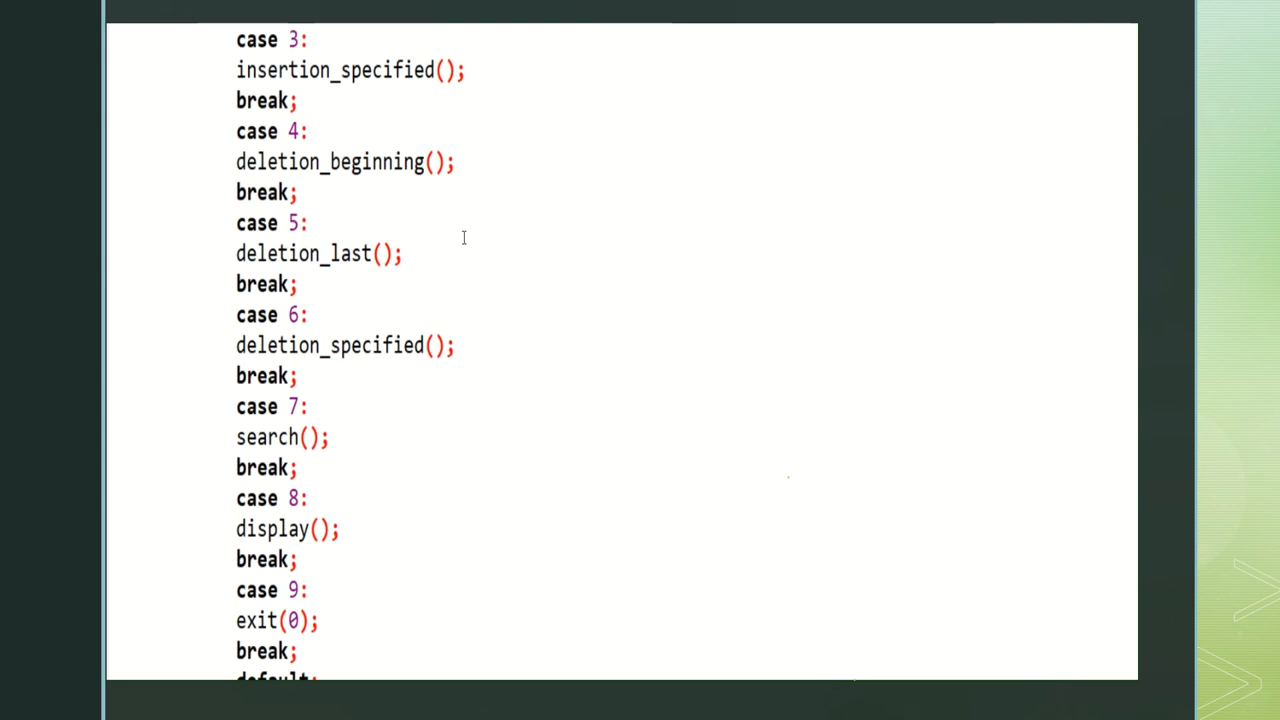 case 3:
insertion_specified();
break;
case 4:
deletion_beginning();
break;
case 5:
deletion_last();
break;
case 6:
deletion_specified();
break;
case 7:
search();
break;
case 8:
display();
break;
case 9:
exit(0);
break;
default: